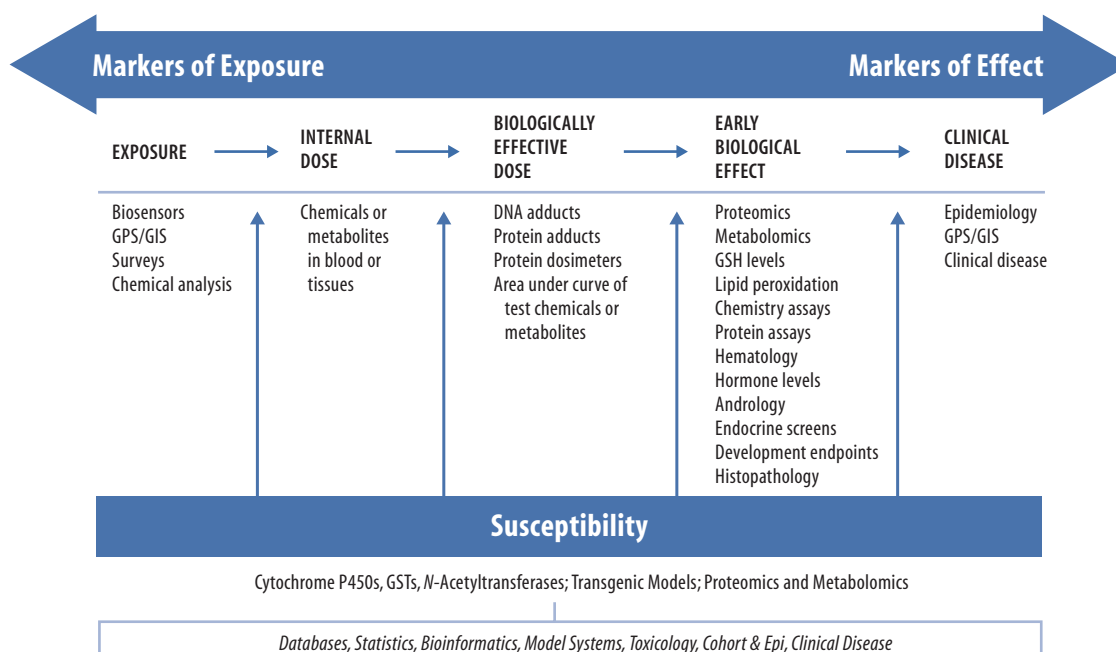 Markers of Exposure
Markers of Effect
EXPOSURE
INTERNAL
DOSE
BIOLOGICALLY
EFFECTIVE
DOSE
EARLY
BIOLOGICAL
EFFECT
CLINICAL
DISEASE
Biosensors
GPS/GIS
Surveys
Chemical analysis
Chemicals or
metabolites
in blood or
tissues
DNA adducts
Protein adducts
Protein dosimeters
Area under curve of
test chemicals or
metabolites
Proteomics
Metabolomics
GSH levels
Lipid peroxidation
Chemistry assays
Protein assays
Hematology
Hormone levels
Andrology
Endocrine screens
Development endpoints
Histopathology
Epidemiology
GPS/GIS
Clinical disease
Susceptibility
Cytochrome P450s, GSTs, N-Acetyltransferases; Transgenic Models; Proteomics and Metabolomics
Databases, Statistics, Bioinformatics, Model Systems, Toxicology, Cohort & Epi, Clinical Disease